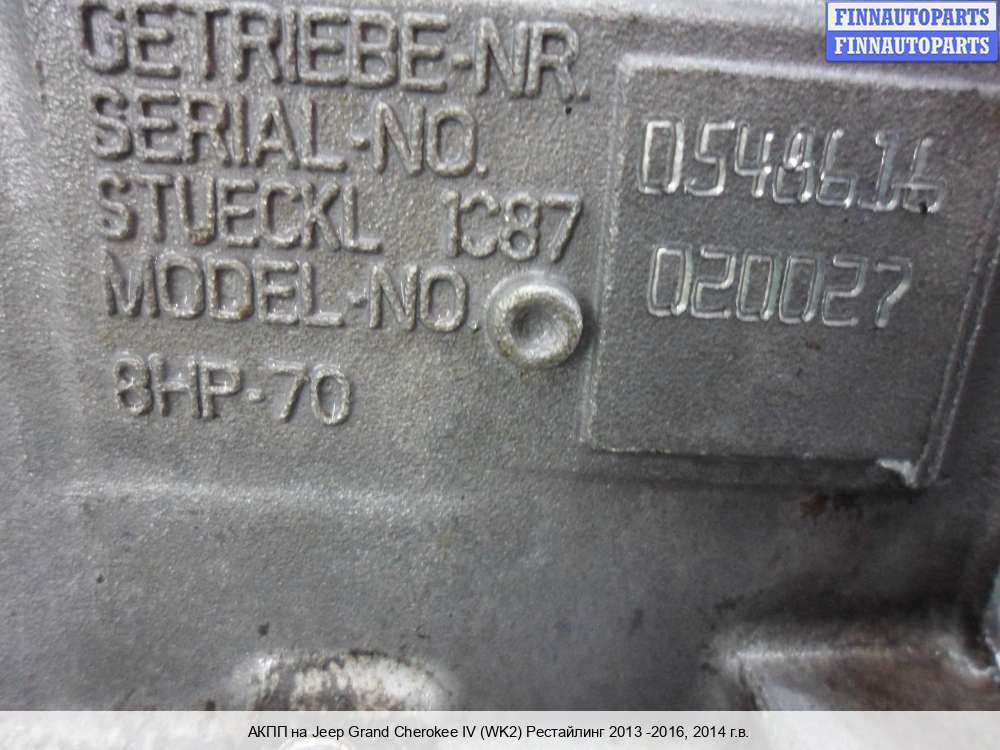 FINNAUTOPARTS
FINNAUTOPARTS
GETRIEBE-NR.
SERIAL-NO.
0548616
STUECKL 1C87
MODEL-NO.
020027
8HP-70
АКПП на Jeep Grand Cherokee IV (WK2) Рестайлинг 2013 -2016, 2014 г.в.